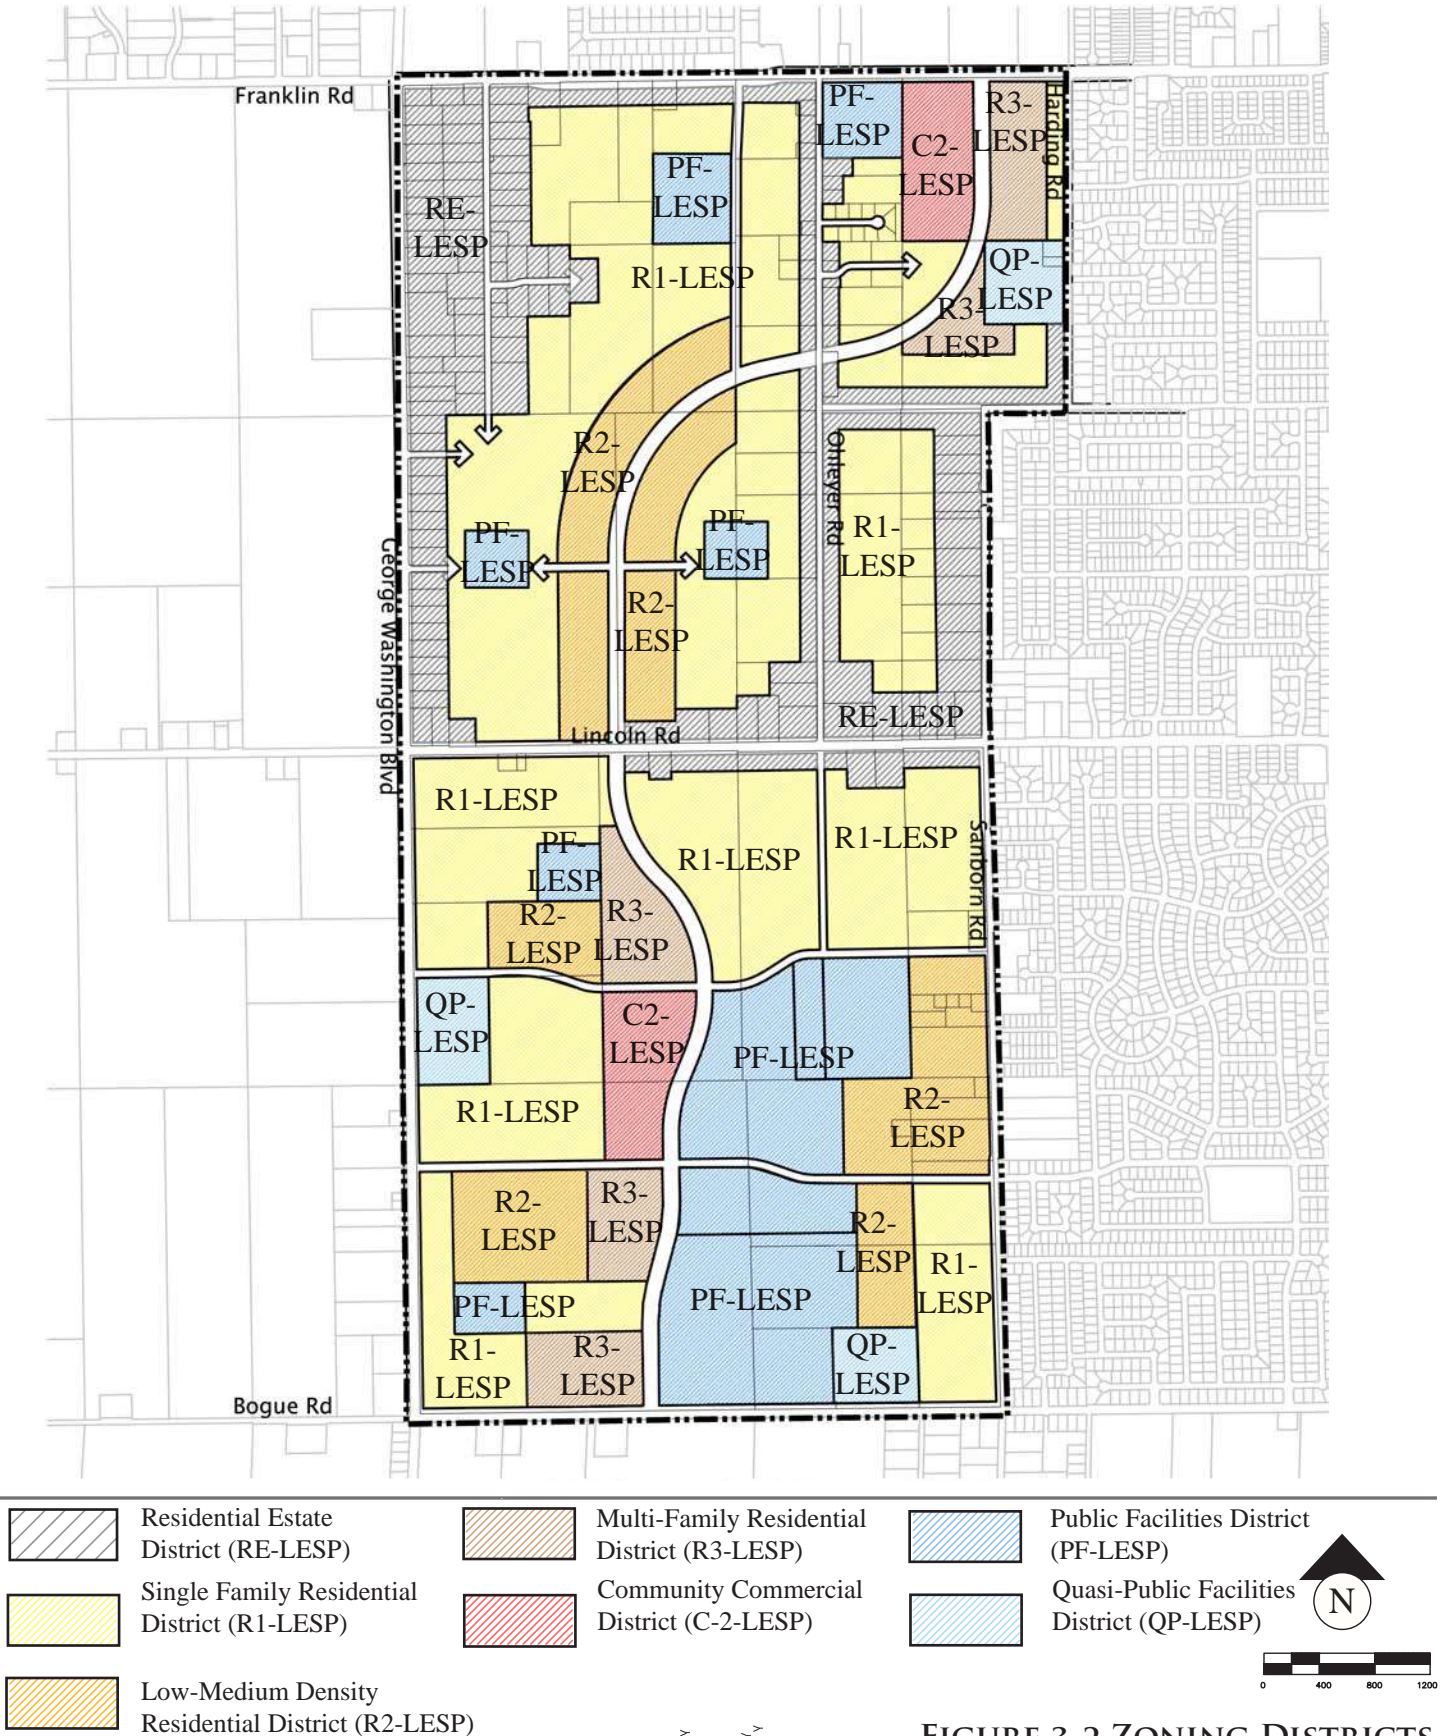 Franklin Rd
PF-
LESP
C2-
LESP
R3-
LESP
Harding Rd
RE-
LESP
PF-
LESP
R1-LESP
QP-
LESP
R3-
LESP
R2-
LESP
Ohleyer Rd
R1-
LESP
PF-
LESP
PF-
LESP
George Washington Blvd
R2-
LESP
RE-LESP
Lincoln Rd
R1-LESP
R1-LESP
R1-LESP
Sanborn Rd
PF-
LESP
R2-
LESP
R3-
LESP
QP-
LESP
C2-
LESP
PF-LESP
R1-LESP
R2-
LESP
R2-
LESP
R3-
LESP
R2-
LESP
R1-
LESP
PF-LESP
PF-LESP
R1-
LESP
R3-
LESP
QP-
LESP
Bogue Rd
Residential Estate
District (RE-LESP)
Multi-Family Residential
District (R3-LESP)
Public Facilities District
(PF-LESP)
Single Family Residential
District (R1-LESP)
Community Commercial
District (C-2-LESP)
Quasi-Public Facilities
District (QP-LESP)
N
0 400 800 1200
Low-Medium Density
Residential District (R2-LESP)
FIGURE 3-2 ZONING DISTRICTS